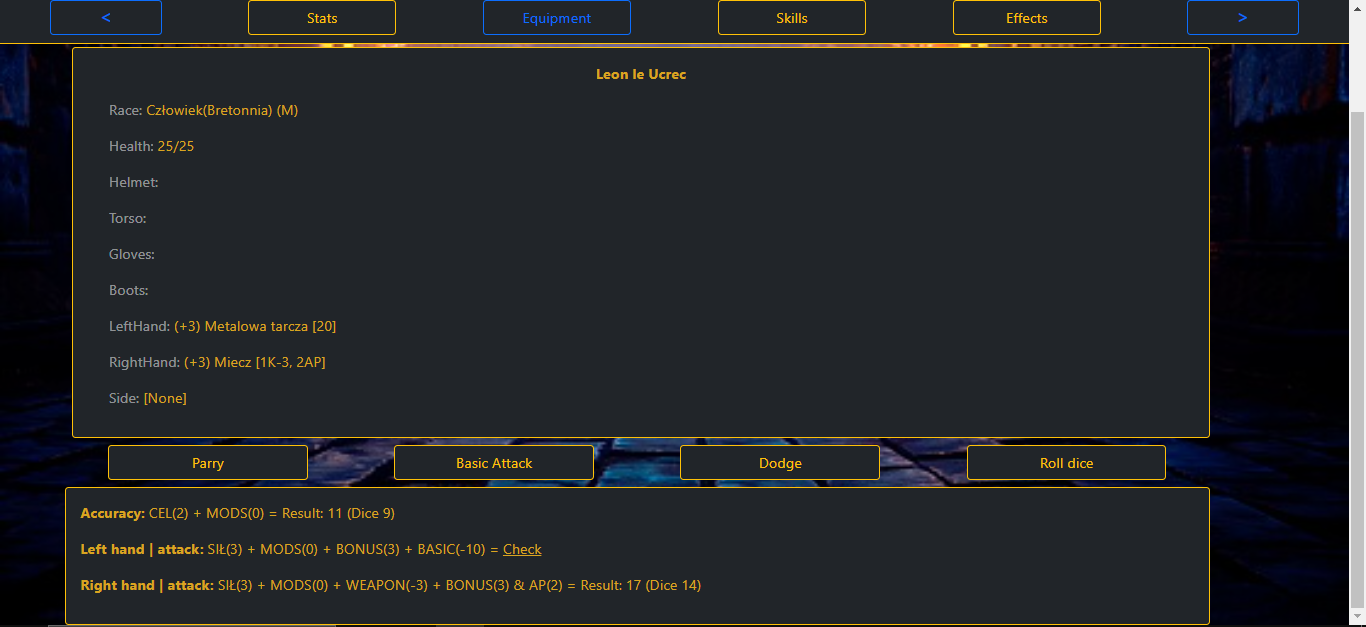 < Stats Equipment Skills Effects >
Leon le Ucrec
Race: Człowiek(Bretonnia) (M)
Health: 25/25
Helmet:
Torso:
Gloves:
Boots:
LeftHand: (+3) Metalowa tarcza [20]
RightHand: (+3) Miecz [1K-3, 2AP]
Side: [None]
Parry Basic Attack Dodge Roll dice
Accuracy: CEL(2) + MODS(0) = Result: 11 (Dice 9)
Left hand | attack: SIŁ(3) + MODS(0) + BONUS(3) + BASIC(-10) = Check
Right hand | attack: SIŁ(3) + MODS(0) + WEAPON(-3) + BONUS(3) & AP(2) = Result: 17 (Dice 14)